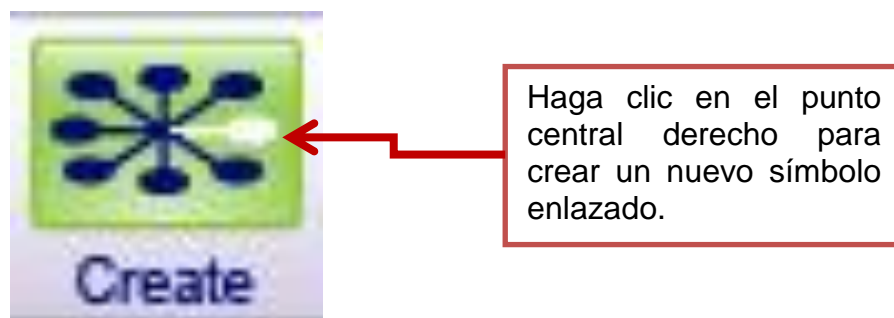 Haga clic en el punto
central derecho para
crear un nuevo símbolo
enlazado.
Create